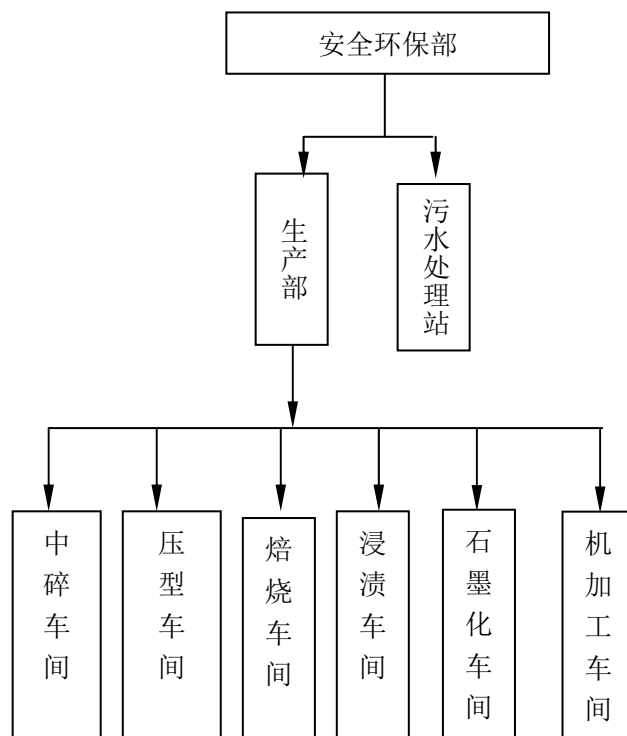 安全环保部
生产部
污水处理站
中碎车间
压型车间
焙烧车间
浸渍车间
石墨化车间
机加工车间